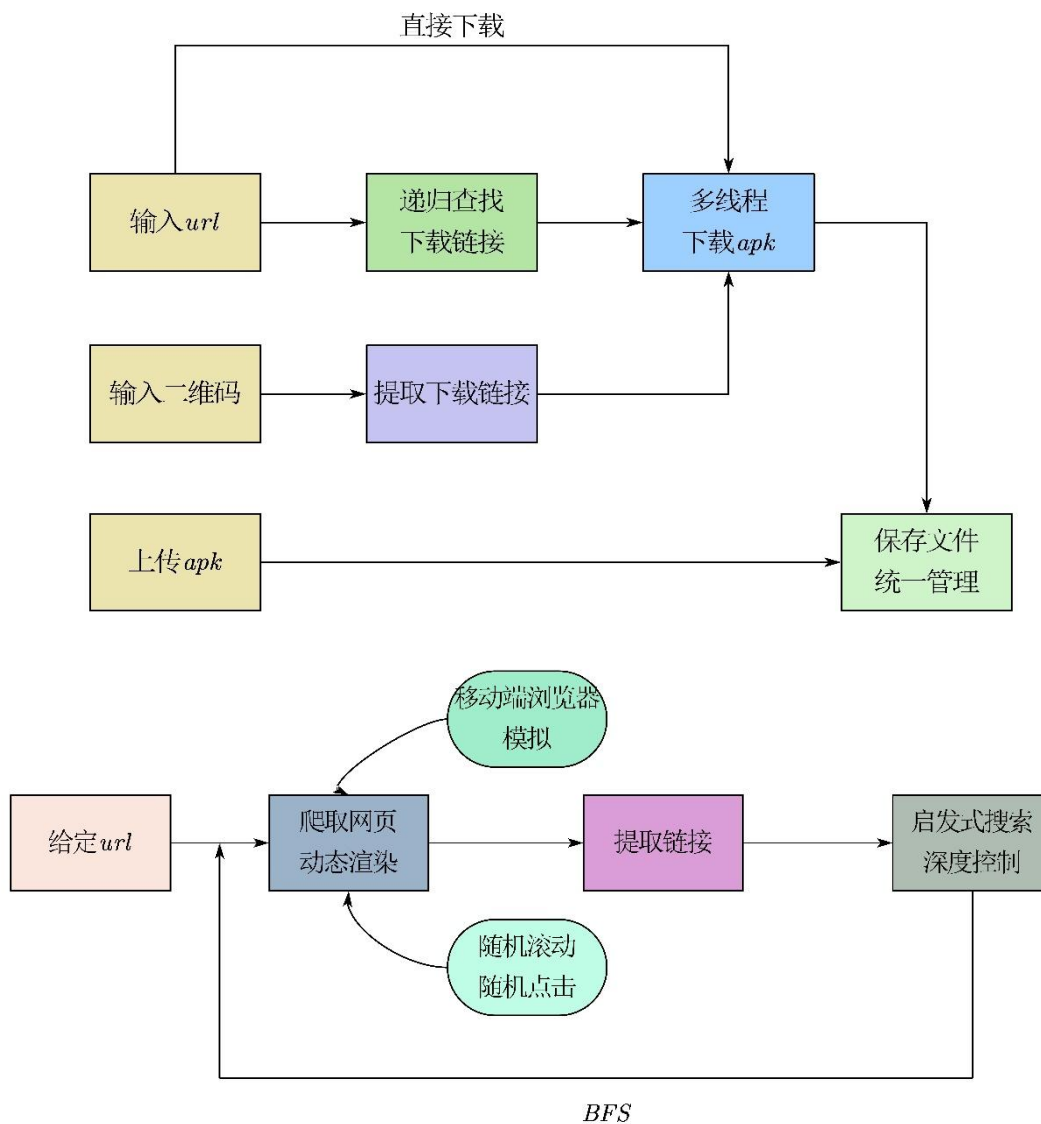 直接下载
输入url
递归查找
下载链接
多线程
下载apk
输入二维码
提取下载链接
上传apk
保存文件
统一管理
移动端浏览器
模拟
给定url
爬取网页
动态渲染
提取链接
启发式搜索
深度控制
随机滚动
随机点击
BFS